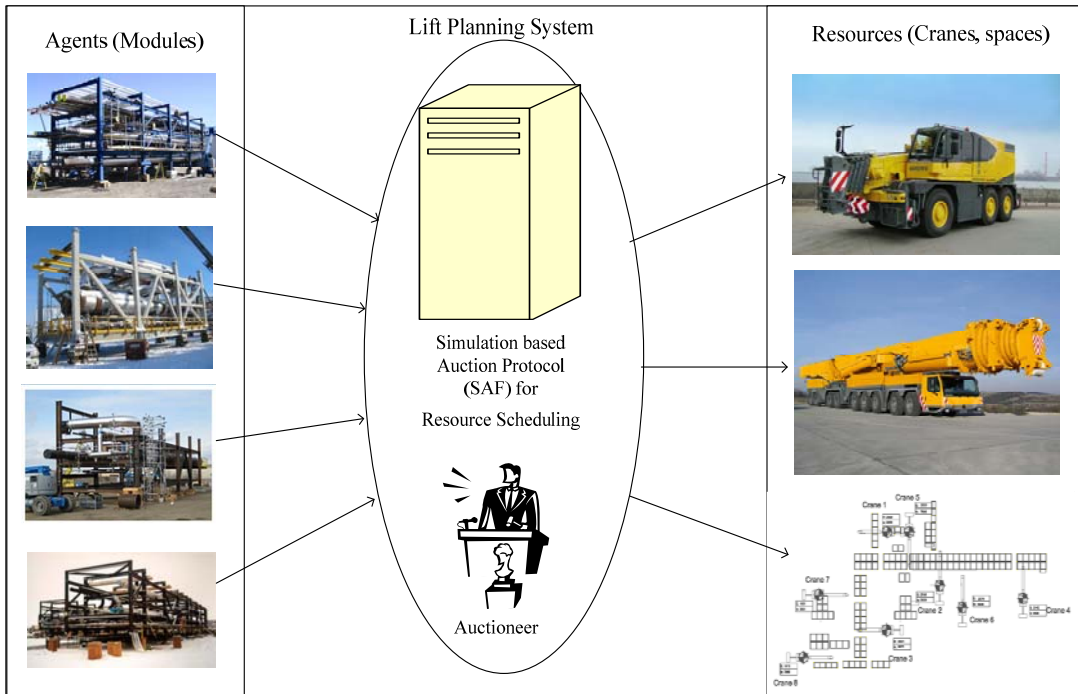 Agents (Modules)
Lift Planning System
Simulation based
Auction Protocol
(SAF) for
Resource Scheduling
Auctioneer
Resources (Cranes, spaces)
Crane 5
Crane 1
Crane 7
Crane 2
Crane 6
Crane 4
Crane 3
Crane 8